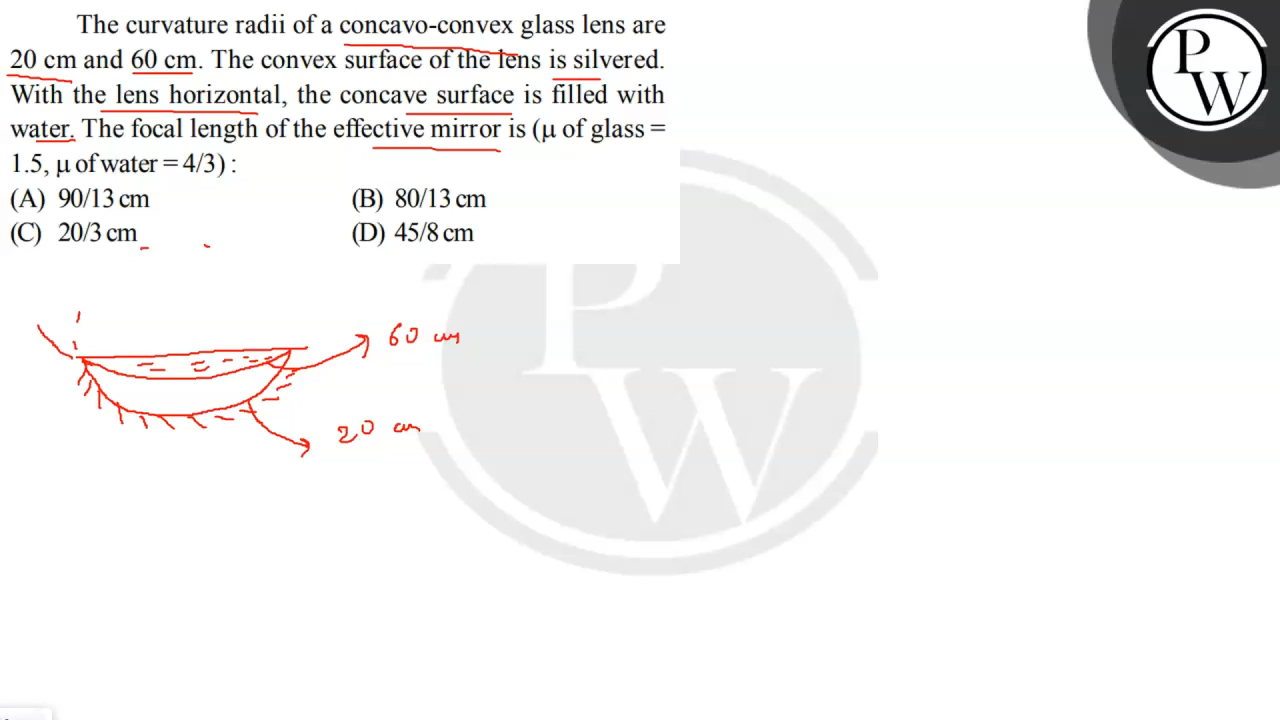 The curvature radii of a concavo-convex glass lens are
20 cm and 60 cm. The convex surface of the lens is silvered.
With the lens horizontal, the concave surface is filled with
water. The focal length of the effective mirror is (μ of glass =
1.5, μ of water = 4/3) :
(A) 90/13 cm (B) 80/13 cm
(C) 20/3 cm (D) 45/8 cm
60 cm
20 cm
P
W
P
W